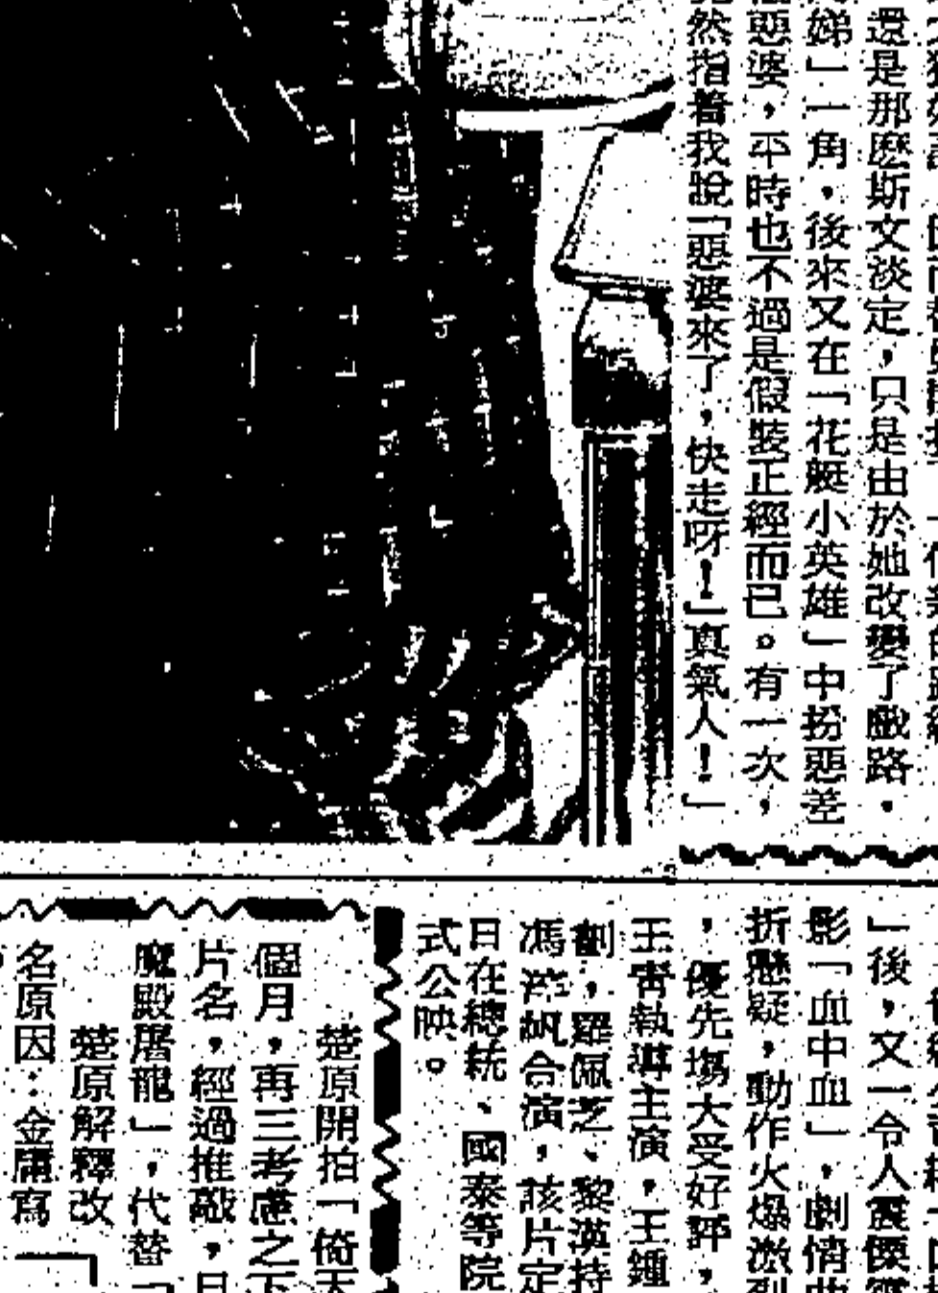 還是那麽斯文淡定，只是由於她改變了戲路。
娣」一角，後來又在「花艇小英雄」中扮惡差
惡婆，平時也不過是假裝正經而已。有一次，
然指着我說「惡婆來了，快走呀！」真氣人！」
」後，又一令人震慄
影「血中血」，劇情曲
折懸疑，動作火爆激烈
，優先塲大受好評，
王雨執導主演，王鍾
劃，羅佩芝、黎漢持
馮淬帆合演，該片定
日在總統、國泰等院
式公映。
楚原開拍「倚天
個月，再三考慮之下
片名，經過推敲，
魔殿屠龍」，代替「
楚原解釋改
名原因：金庸寫